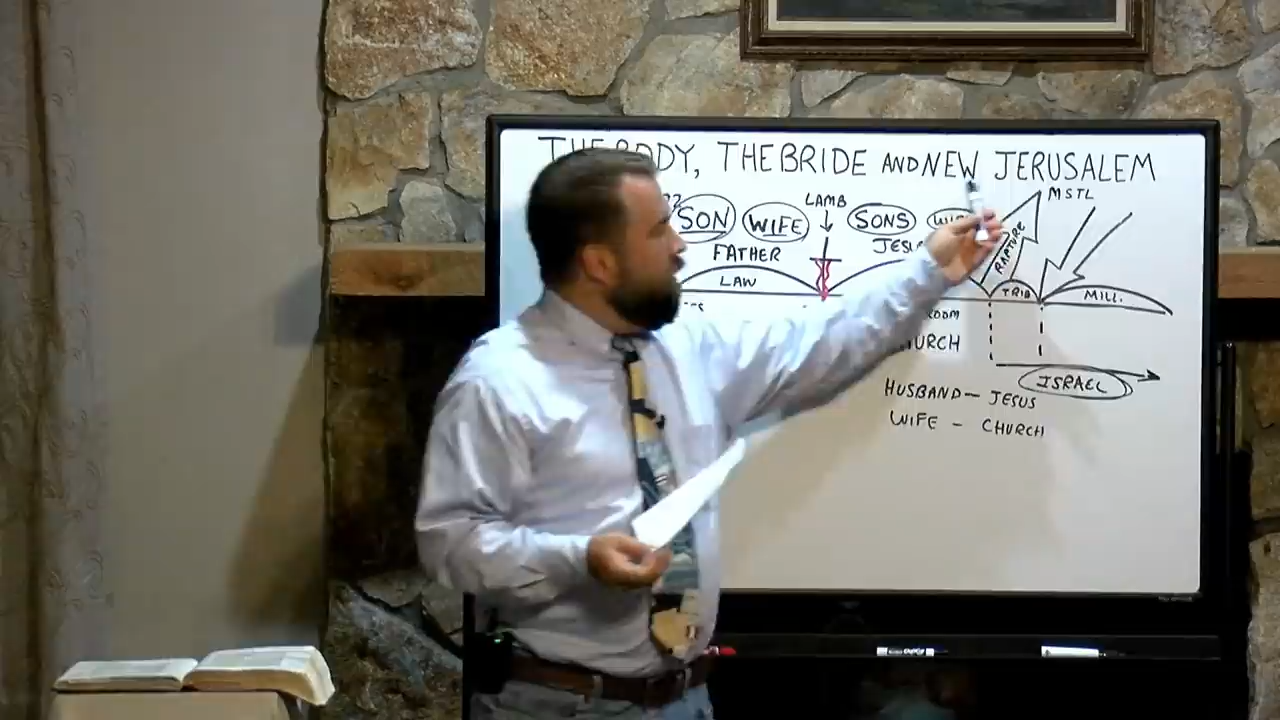 BODY, THE BRIDE AND NEW JERUSALEM
SON WIFE LAMB SONS MSTL
FATHER RAPTURE
LAW TRIB MILL.
CHURCH
ISRAEL
HUSBAND — JESUS
WIFE - CHURCH